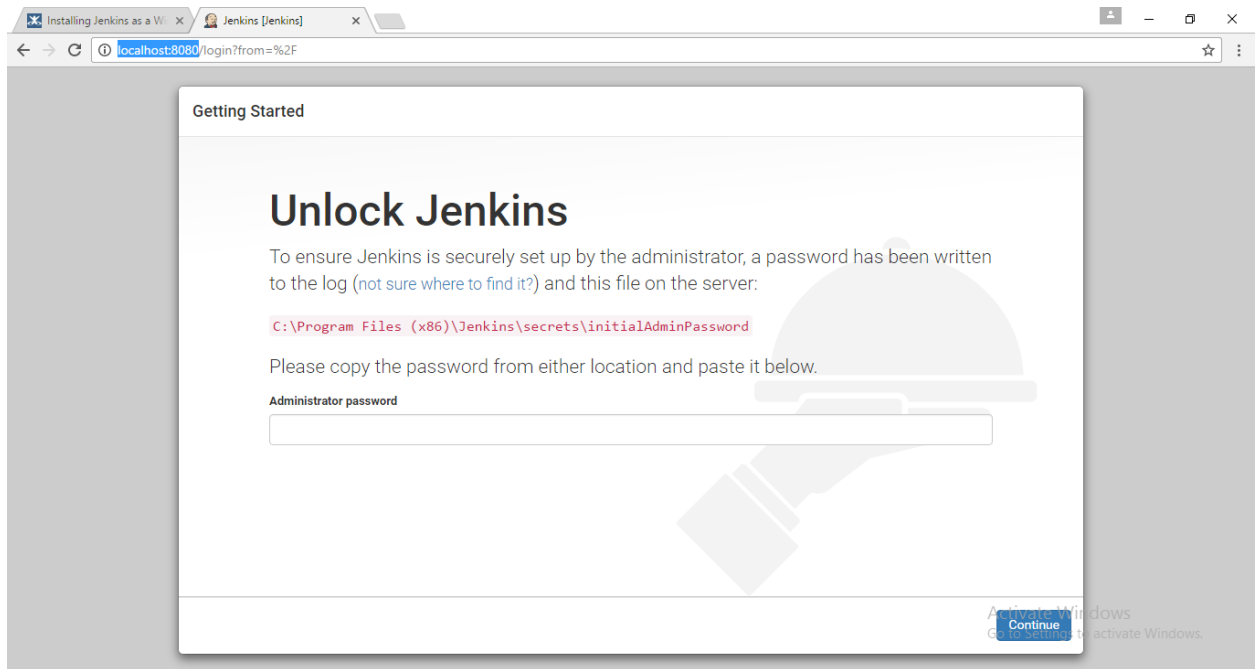 Installing Jenkins as a Wi
Jenkins [Jenkins]
localhost:8080/login?from=%2F
Getting Started
Unlock Jenkins
To ensure Jenkins is securely set up by the administrator, a password has been written
to the log (not sure where to find it?) and this file on the server:
C:\Program Files (x86)\Jenkins\secrets\initialAdminPassword
Please copy the password from either location and paste it below.
Administrator password
Activate Windows
Continue
Go to Settings to activate Windows.